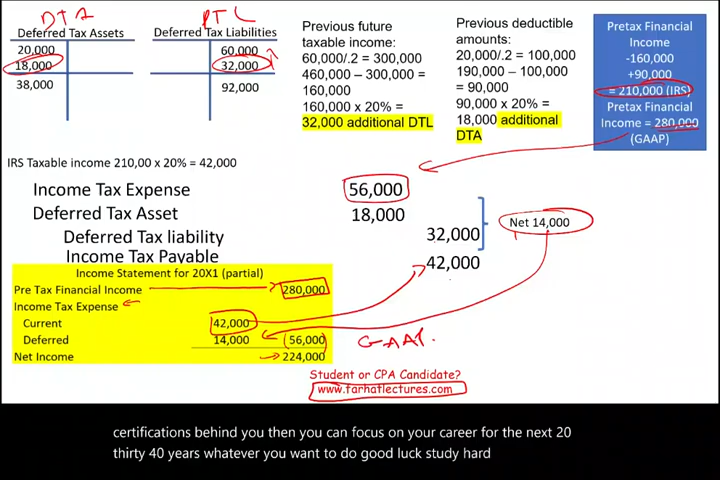 DTA
DTL
Deferred Tax Assets
Deferred Tax Liabilities
20,000
18,000
38,000
60,000
32,000
92,000
Previous future
taxable income:
60,000/.2 = 300,000
460,000 – 300,000 =
160,000
160,000 x 20% =
32,000 additional DTL
Previous deductible
amounts:
20,000/.2 = 100,000
190,000 – 100,000
= 90,000
90,000 x 20% =
18,000 additional
DTA
Pretax Financial
Income
-160,000
+90,000
= 210,000 (IRS)
Pretax Financial
Income = 280,000
(GAAP)
IRS Taxable income 210,00 x 20% = 42,000
Income Tax Expense 56,000
Deferred Tax Asset 18,000
Deferred Tax liability 32,000
Income Tax Payable 42,000
Net 14,000
Income Statement for 20X1 (partial)
Pre Tax Financial Income 280,000
Income Tax Expense
Current 42,000
Deferred 14,000 (56,000)
Net Income 224,000
GAAP.
Student or CPA Candidate?
www.farhatlectures.com
certifications behind you then you can focus on your career for the next 20
thirty 40 years whatever you want to do good luck study hard